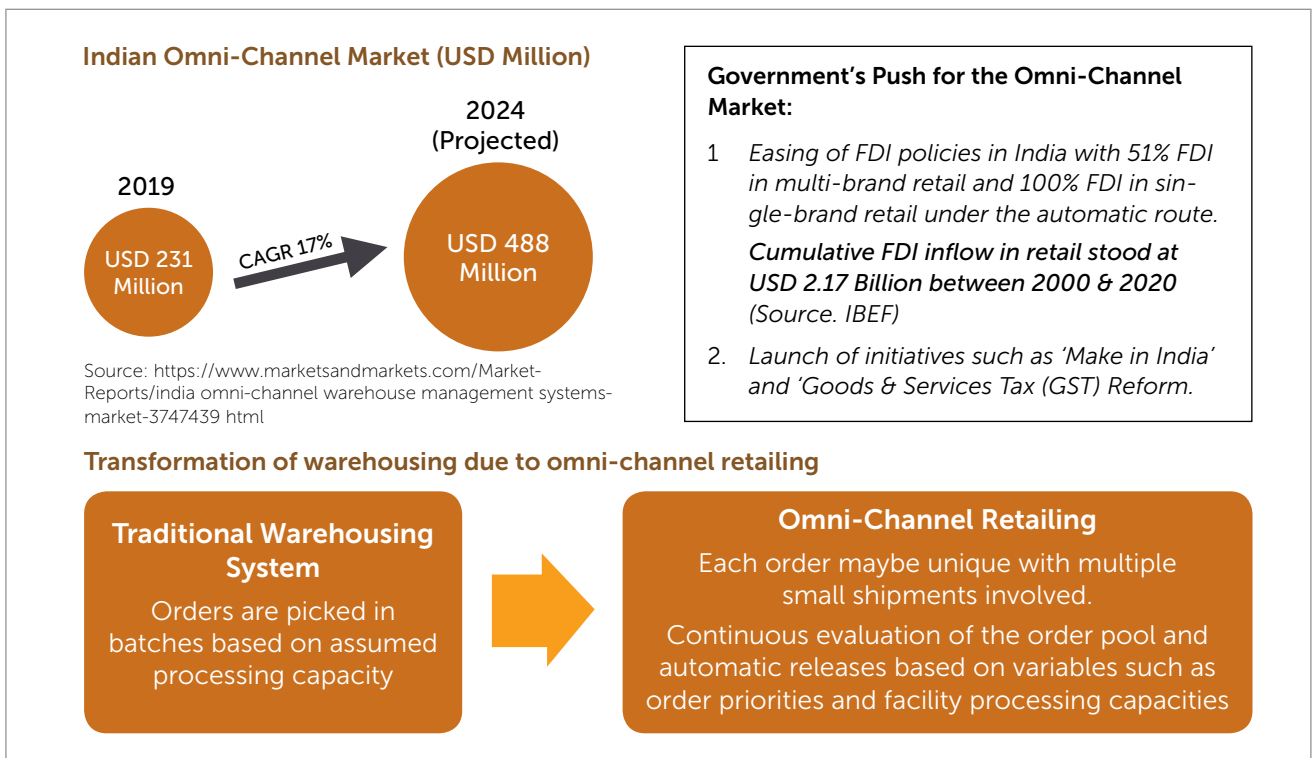 Indian Omni-Channel Market (USD Million)
2019
USD 231
Million
CAGR 17%
2024
(Projected)
USD 488
Million
Source: https://www.marketsandmarkets.com/Market-
Reports/india omni-channel warehouse management systems-
market-3747439 html
Government's Push for the Omni-Channel
Market:
1 Easing of FDI policies in India with 51% FDI
in multi-brand retail and 100% FDI in sin-
gle-brand retail under the automatic route.
Cumulative FDI inflow in retail stood at
USD 2.17 Billion between 2000 & 2020
(Source. IBEF)
2. Launch of initiatives such as ‘Make in India’
and ‘Goods & Services Tax (GST) Reform.
Transformation of warehousing due to omni-channel retailing
Traditional Warehousing
System
Orders are picked in
batches based on assumed
processing capacity
Omni-Channel Retailing
Each order maybe unique with multiple
small shipments involved.
Continuous evaluation of the order pool and
automatic releases based on variables such as
order priorities and facility processing capacities